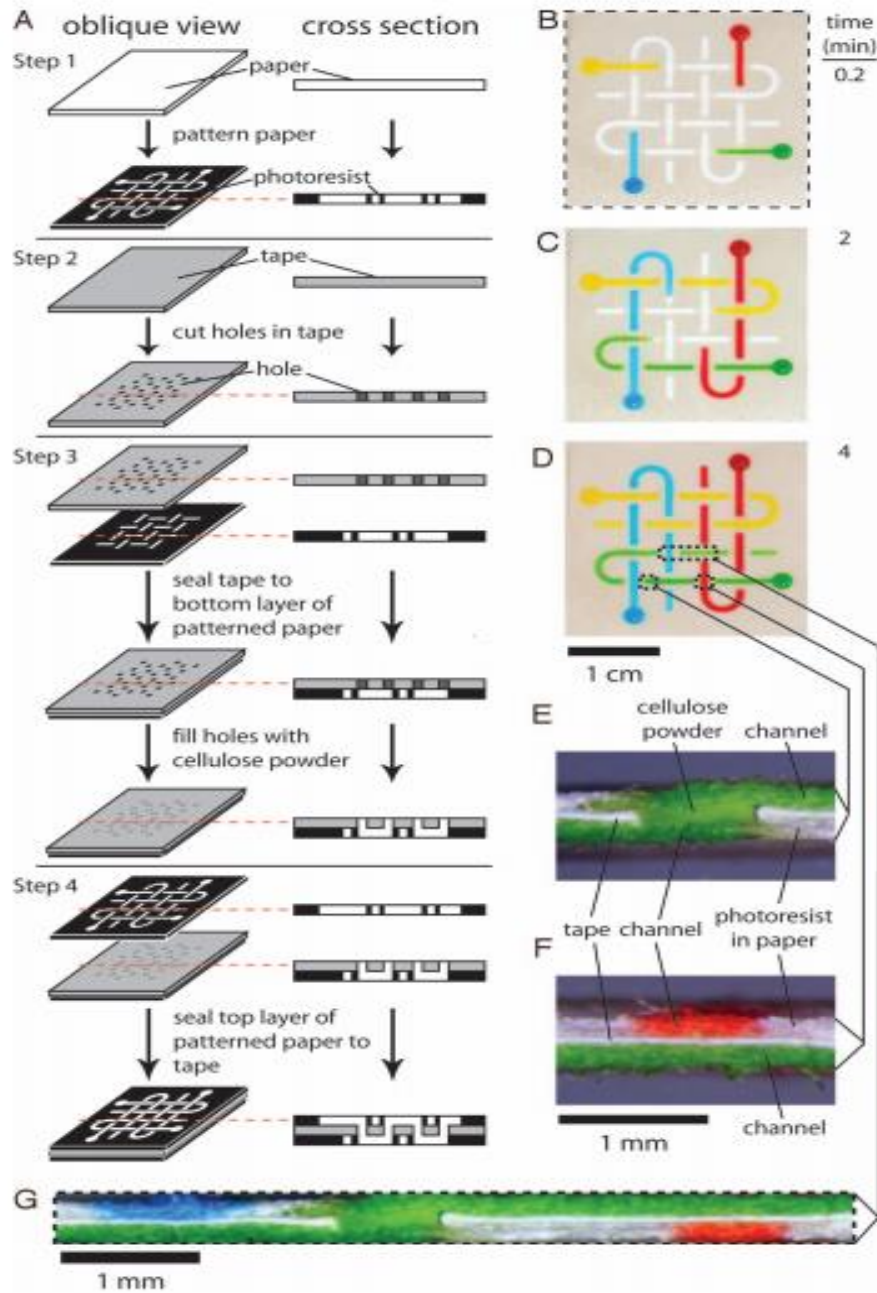 A
oblique view
cross section
Step 1
paper
pattern paper
photoresist
Step 2
tape
cut holes in tape
hole
Step 3
seal tape to
bottom layer of
patterned paper
fill holes with
cellulose powder
Step 4
seal top layer of
patterned paper to
tape
B
time
(min)
0.2
C
2
D
4
1 cm
E
cellulose
powder
channel
tape
channel
photoresist
in paper
F
1 mm
channel
G
1 mm